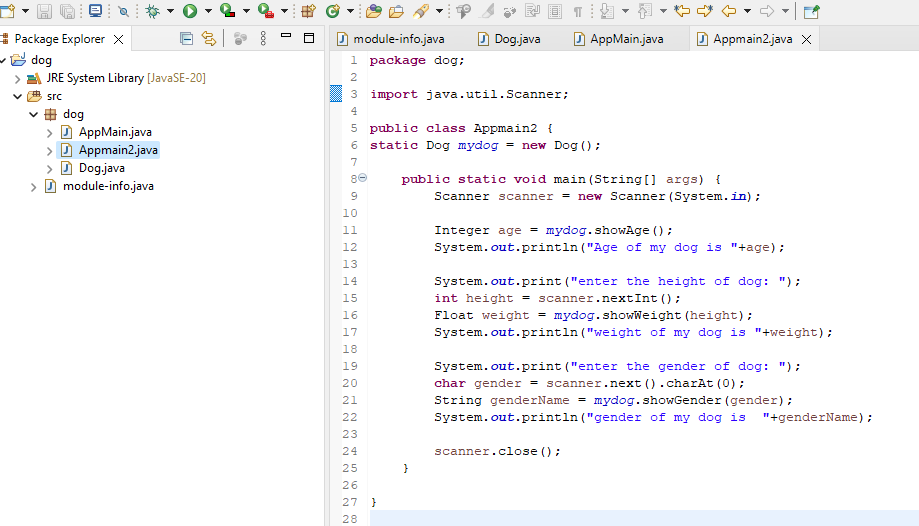 Package Explorer
dog
JRE System Library [JavaSE-20]
src
dog
AppMain.java
Appmain2.java
Dog.java
module-info.java
module-info.java
Dog.java
AppMain.java
Appmain2.java
1 package dog;
2
3 import java.util.Scanner;
4
5 public class Appmain2 {
6 static Dog mydog = new Dog();
7
8 public static void main(String[] args) {
9 Scanner scanner = new Scanner(System.in);
10
11 Integer age = mydog.showAge();
12 System.out.println("Age of my dog is "+age);
13
14 System.out.print("enter the height of dog: ");
15 int height = scanner.nextInt();
16 Float weight = mydog.showWeight(height);
17 System.out.println("weight of my dog is "+weight);
18
19 System.out.print("enter the gender of dog: ");
20 char gender = scanner.next().charAt(0);
21 String genderName = mydog.showGender(gender);
22 System.out.println("gender of my dog is  "+genderName);
23
24 scanner.close();
25 }
26
27 }
28